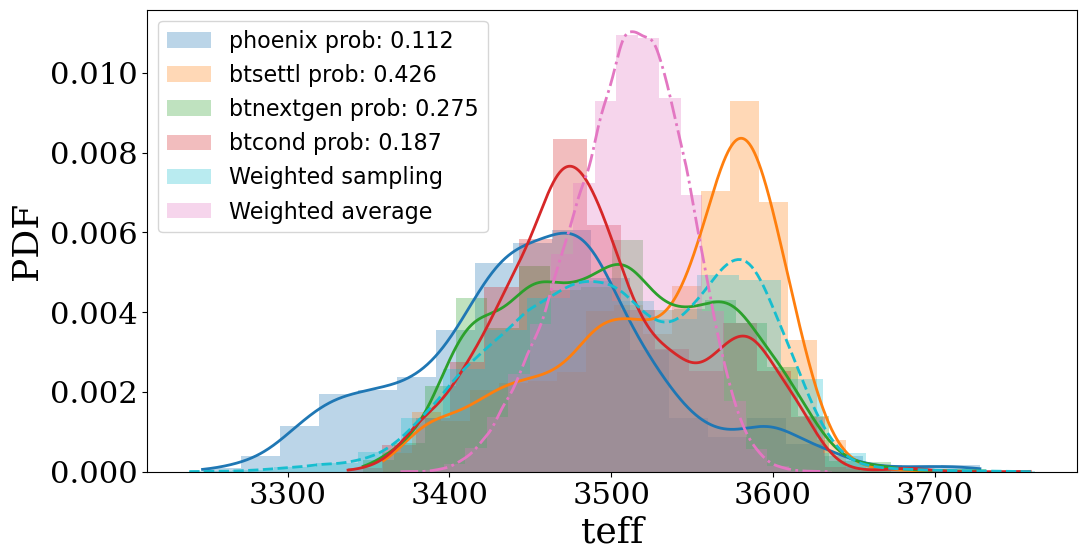 phoenix prob: 0.112
btsettl prob: 0.426
btnextgen prob: 0.275
btcond prob: 0.187
Weighted sampling
Weighted average
0.010
0.008
0.006
0.004
0.002
0.000
PDF
3300 3400 3500 3600 3700
teff